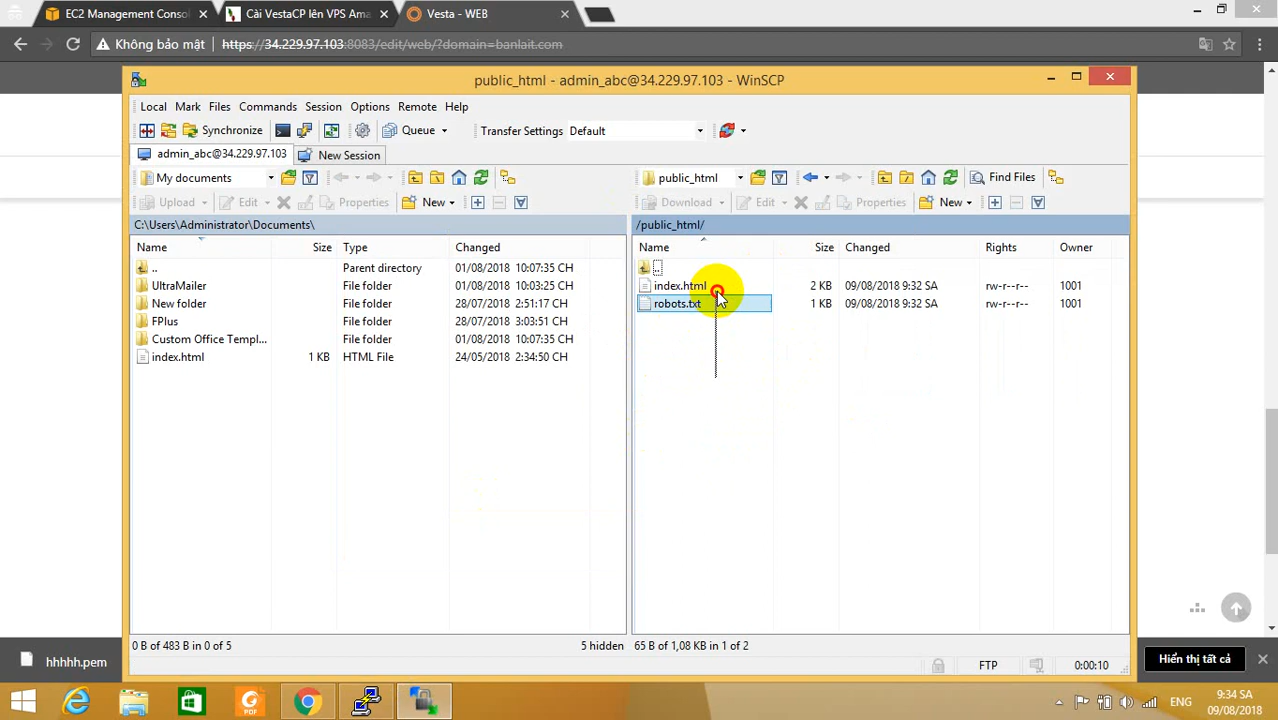 EC2 Management Conso
Cài VestaCP lên VPS Ama
Vesta - WEB
Không bảo mật
https://34.229.97.103:8083/edit/web/?domain=banlait.com
public_html - admin_abc@34.229.97.103 - WinSCP
Local Mark Files Commands Session Options Remote Help
Synchronize Queue Transfer Settings Default
admin_abc@34.229.97.103 New Session
My documents
public_html Find Files
Upload Edit Properties New
Download Edit Properties New
C:\Users\Administrator\Documents\
/public_html/
Name Size Type Changed
Name Size Changed Rights Owner
.. Parent directory 01/08/2018 10:07:35 CH
UltraMailer File folder 01/08/2018 10:03:25 CH
New folder File folder 28/07/2018 2:51:17 CH
FPlus File folder 28/07/2018 3:03:51 CH
Custom Office Templ... File folder 01/08/2018 10:07:35 CH
index.html 1 KB HTML File 24/05/2018 2:34:50 CH
..
index.html 2 KB 09/08/2018 9:32 SA rw-r--r-- 1001
robots.txt 1 KB 09/08/2018 9:32 SA rw-r--r-- 1001
0 B of 483 B in 0 of 5 5 hidden
65 B of 1,08 KB in 1 of 2
FTP 0:00:10
hhhhh.pem
Hiển thị tất cả
PDF
ENG
9:34 SA
09/08/2018